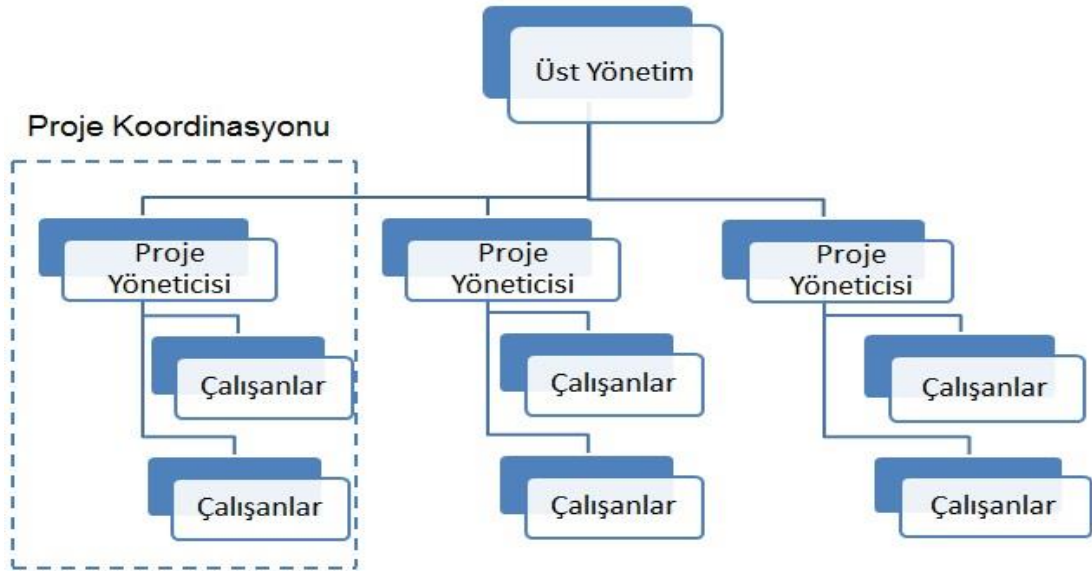 Üst Yönetim
Proje Koordinasyonu
Proje
Yöneticisi
Çalışanlar
Çalışanlar
Proje
Yöneticisi
Çalışanlar
Çalışanlar
Proje
Yöneticisi
Çalışanlar
Çalışanlar